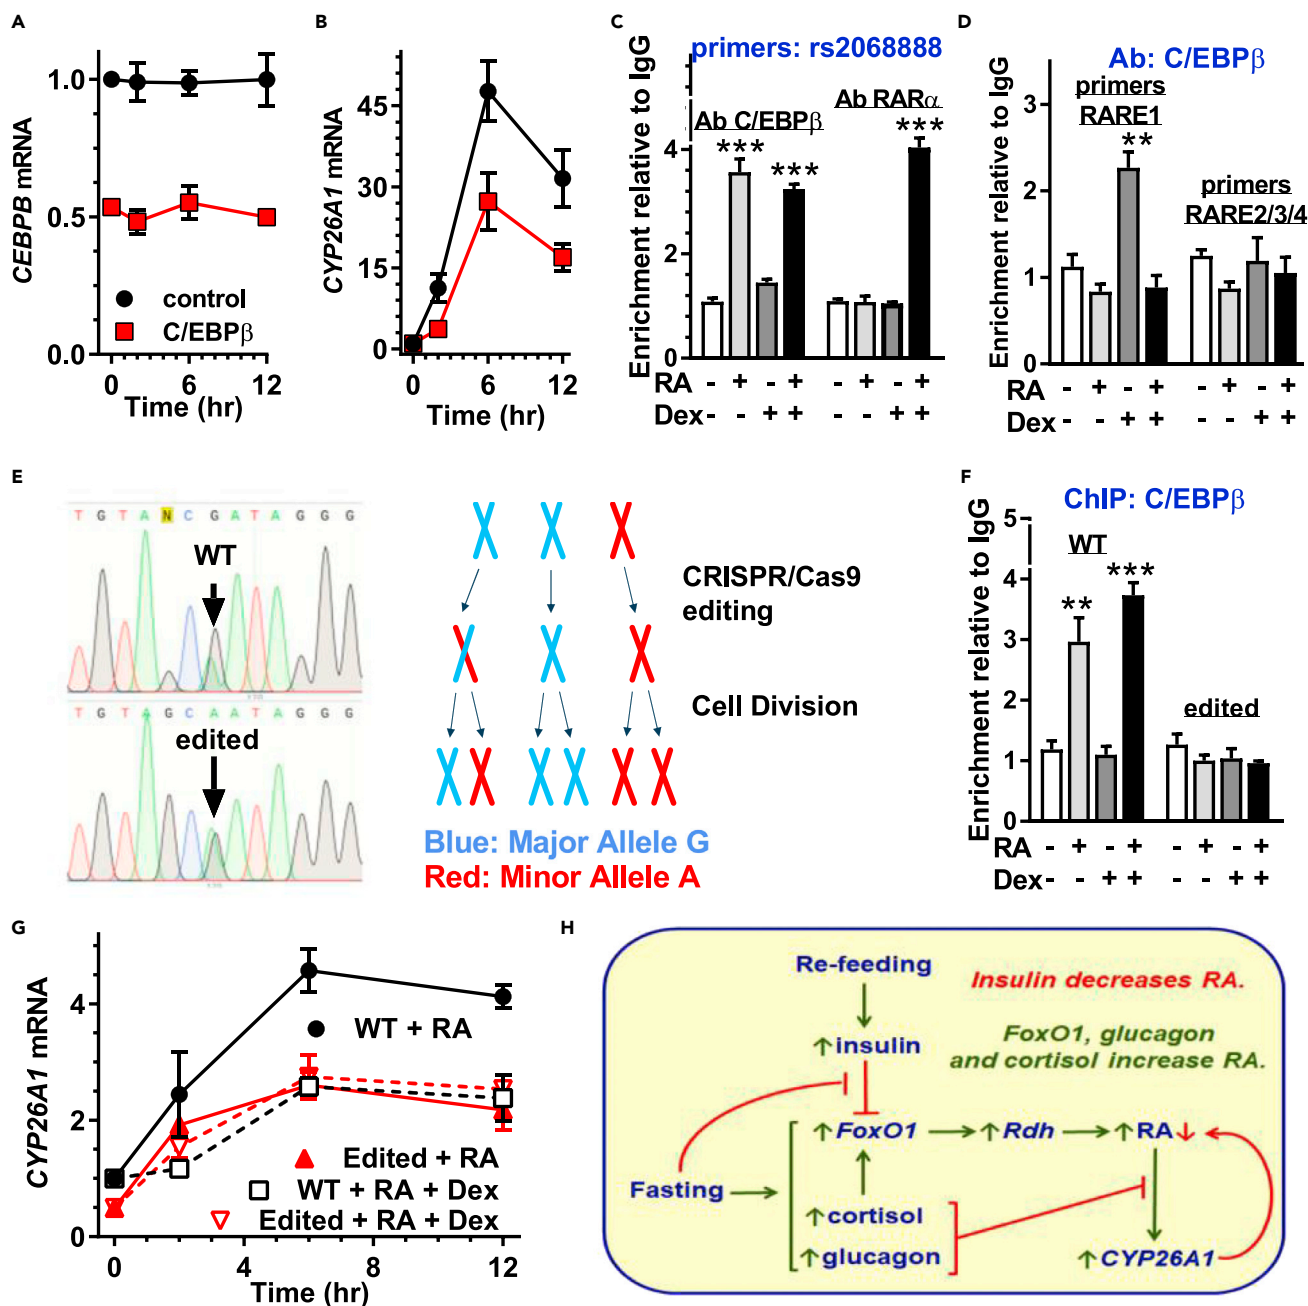 A
CEBPB mRNA
1.0
0.5
0.0
control
C/EBPβ
0 6 12
Time (hr)
B
CYP26A1 mRNA
45
30
15
0
0 6 12
Time (hr)
C
primers: rs2068888
Enrichment relative to IgG
Ab C/EBPβ
Ab RARα
*** *** ***
4
2
0
RA - + - + - + - +
Dex - - + + - - + +
D
Ab: C/EBPβ
Enrichment relative to IgG
primers
RARE1
**
primers
RARE2/3/4
3
2
1
0
RA - + - + - + - +
Dex - - + + - - + +
E
T G T A N C G A T A G G G
WT
T G T A G C A A T A G G G
edited
CRISPR/Cas9
editing
Cell Division
Blue: Major Allele G
Red: Minor Allele A
F
ChIP: C/EBPβ
Enrichment relative to IgG
WT
** ***
edited
5
4
3
2
1
0
RA - + - + - + - +
Dex - - + + - - + +
G
CYP26A1 mRNA
4
2
0
WT + RA
Edited + RA
WT + RA + Dex
Edited + RA + Dex
0 4 8 12
Time (hr)
H
Re-feeding
Insulin decreases RA.
↑insulin
FoxO1, glucagon
and cortisol increase RA.
↑FoxO1 ↑Rdh ↑RA↓
Fasting
↑cortisol
↑glucagon
↑CYP26A1